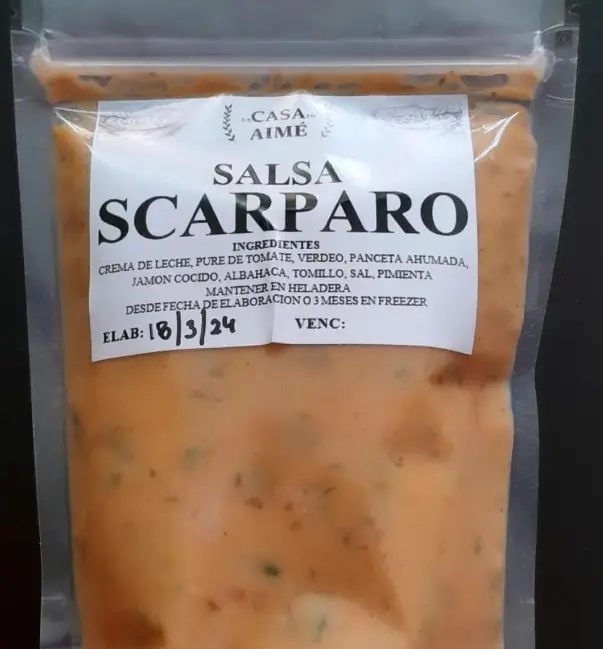 LA CASA DE
AIMÉ
SALSA
SCARPARO
INGREDIENTES
CREMA DE LECHE, PURE DE TOMATE, VERDEO, PANCETA AHUMADA,
JAMON COCIDO, ALBAHACA, TOMILLO, SAL, PIMIENTA
MANTENER EN HELADERA
DESDE FECHA DE ELABORACION O 3 MESES EN FREEZER
ELAB: 18/3/24 VENC: